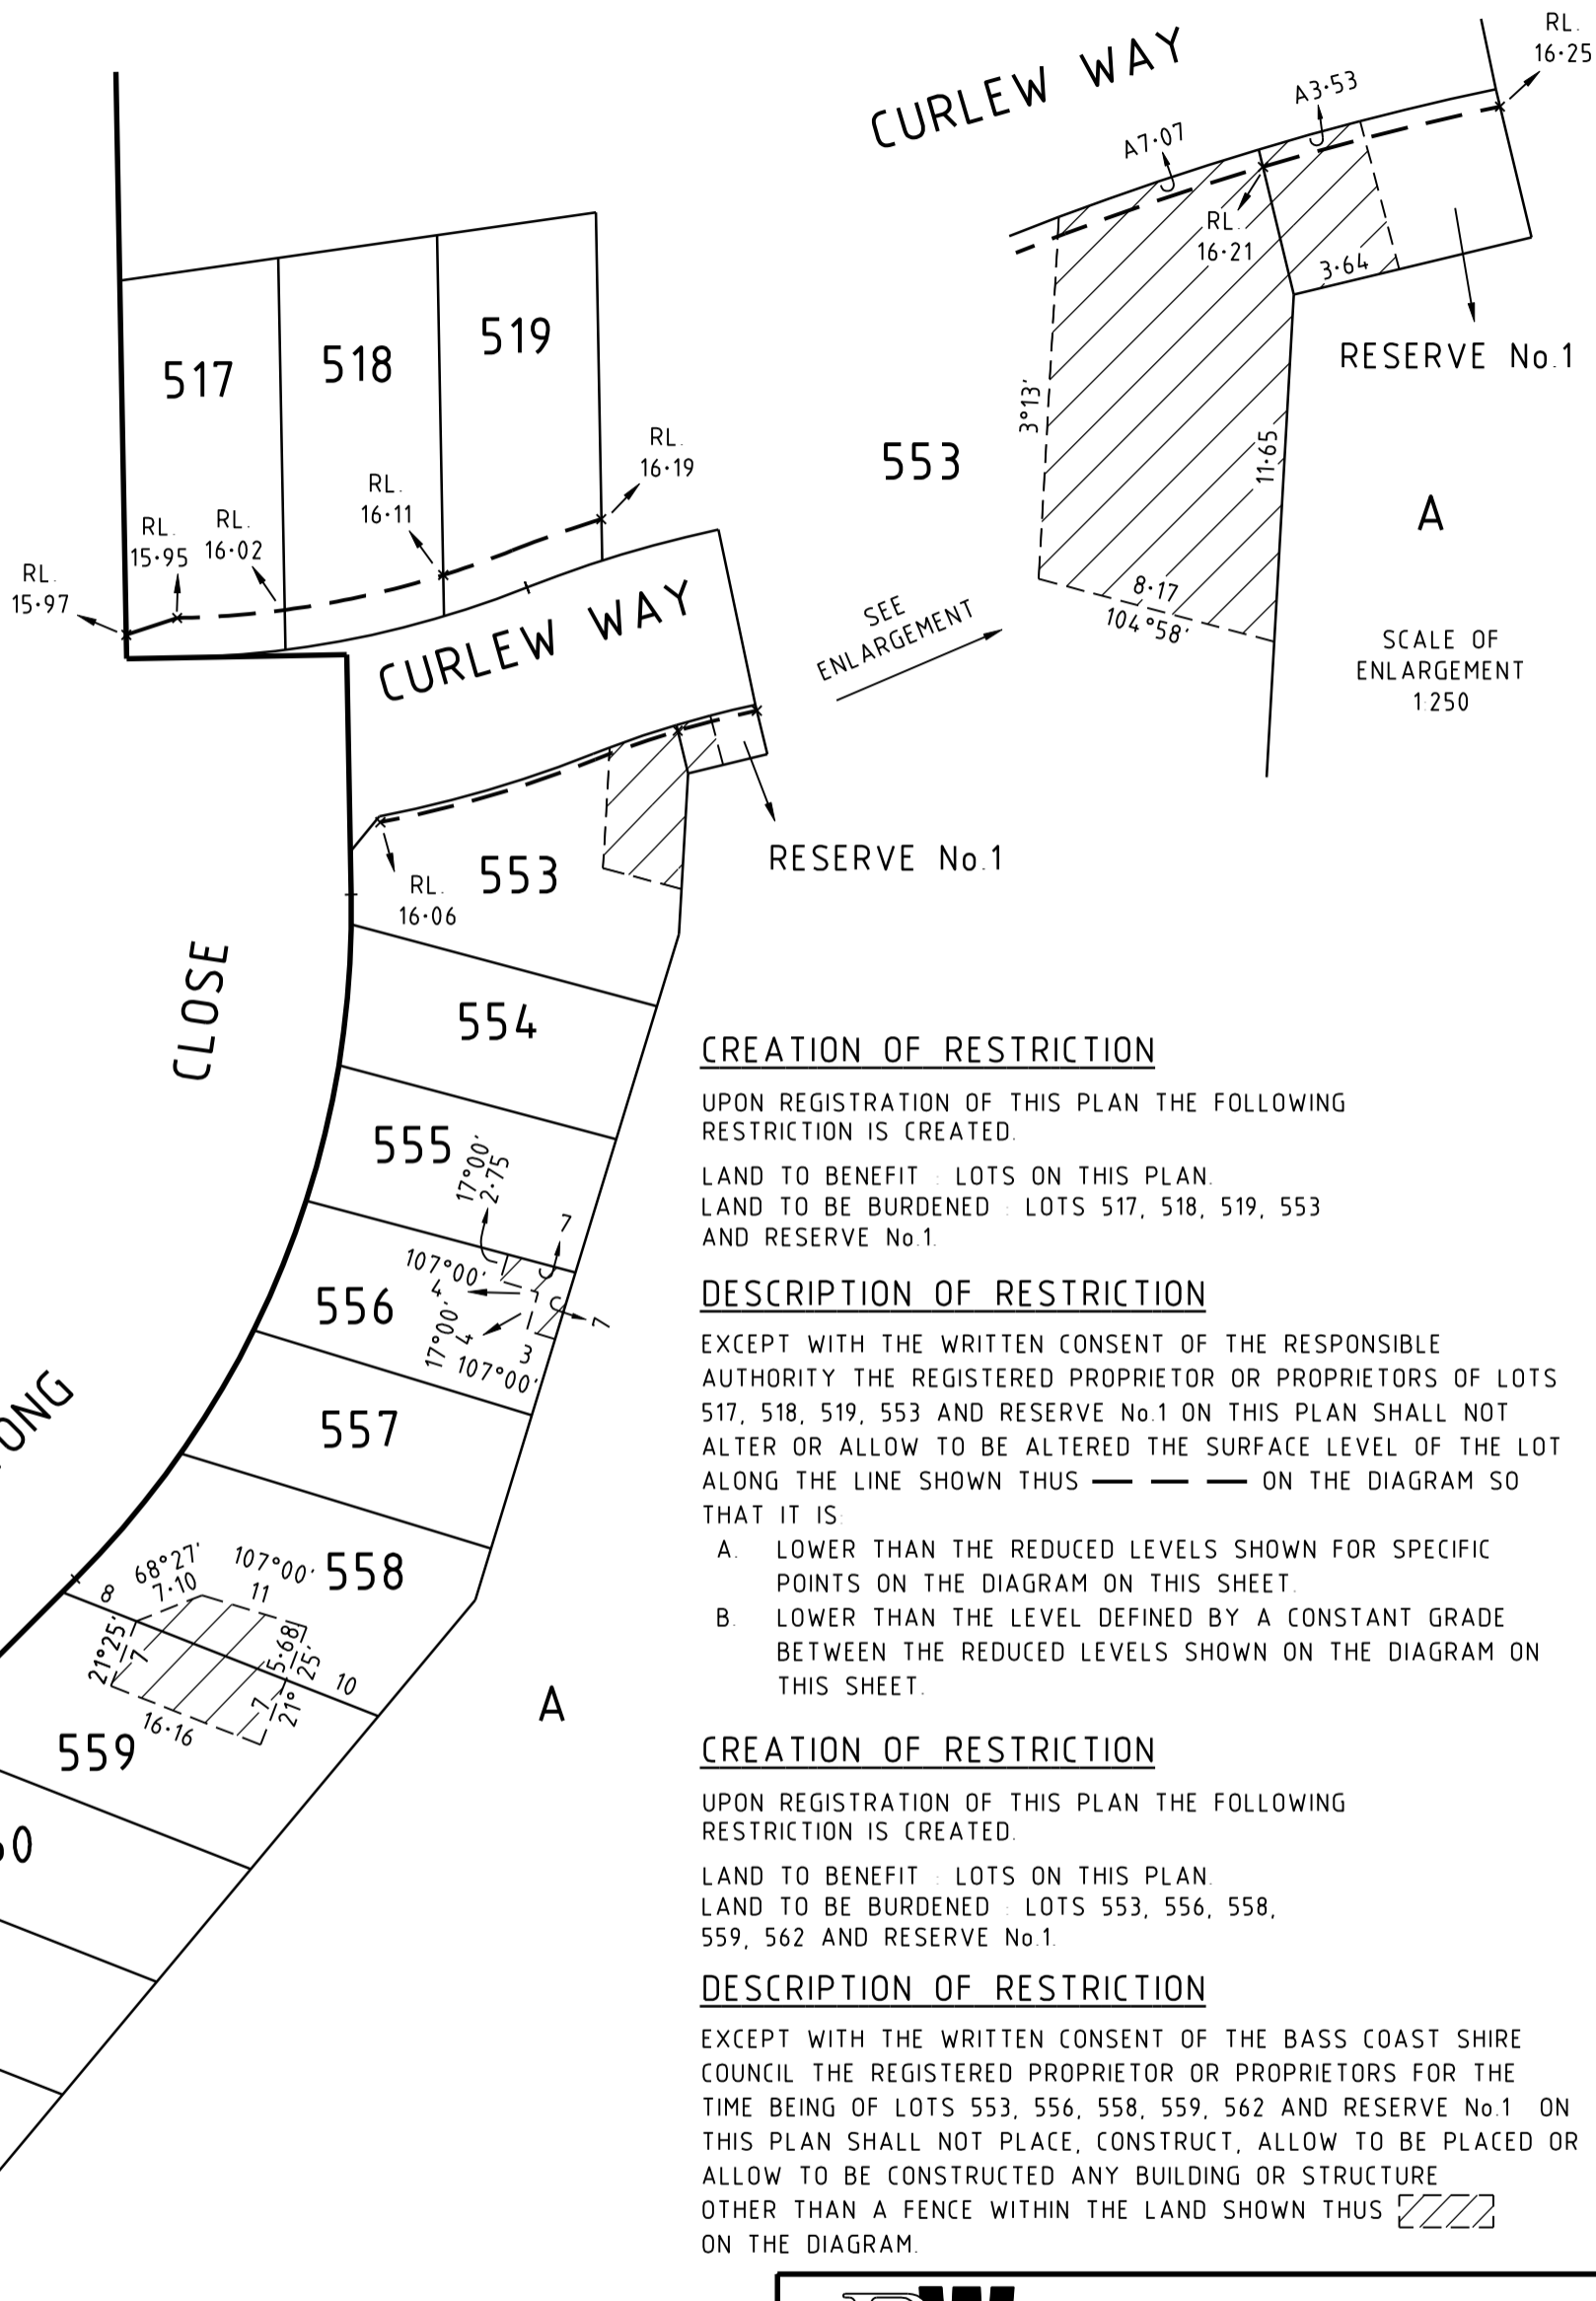 CURLEW WAY
RL.
16·25
A3·53
A7·07
RL.
16·21
3·64
RESERVE No.1
3°13'
553
11·65
A
8·17
104°58'
SCALE OF
ENLARGEMENT
1:250
517
518
519
RL.
16·19
RL.
16·11
RL.
15·95
RL.
16·02
RL.
15·97
CURLEW WAY
SEE
ENLARGEMENT
RESERVE No.1
553
RL.
16·06
CLOSE
554
555
17°00'
2·75
7
107°00'
4
556
17°00'
4
7
3
107°00'
557
558
68°27'
7·10
107°00'
11
8
21°25'
7
5·68
25'
10
7
21°
16·16
559
A
CREATION OF RESTRICTION
UPON REGISTRATION OF THIS PLAN THE FOLLOWING
RESTRICTION IS CREATED.
LAND TO BENEFIT : LOTS ON THIS PLAN.
LAND TO BE BURDENED : LOTS 517, 518, 519, 553
AND RESERVE No.1.
DESCRIPTION OF RESTRICTION
EXCEPT WITH THE WRITTEN CONSENT OF THE RESPONSIBLE
AUTHORITY THE REGISTERED PROPRIETOR OR PROPRIETORS OF LOTS
517, 518, 519, 553 AND RESERVE No.1 ON THIS PLAN SHALL NOT
ALTER OR ALLOW TO BE ALTERED THE SURFACE LEVEL OF THE LOT
ALONG THE LINE SHOWN THUS ON THE DIAGRAM SO
THAT IT IS:
A. LOWER THAN THE REDUCED LEVELS SHOWN FOR SPECIFIC
POINTS ON THE DIAGRAM ON THIS SHEET.
B. LOWER THAN THE LEVEL DEFINED BY A CONSTANT GRADE
BETWEEN THE REDUCED LEVELS SHOWN ON THE DIAGRAM ON
THIS SHEET.
CREATION OF RESTRICTION
UPON REGISTRATION OF THIS PLAN THE FOLLOWING
RESTRICTION IS CREATED.
LAND TO BENEFIT : LOTS ON THIS PLAN.
LAND TO BE BURDENED : LOTS 553, 556, 558,
559, 562 AND RESERVE No.1.
DESCRIPTION OF RESTRICTION
EXCEPT WITH THE WRITTEN CONSENT OF THE BASS COAST SHIRE
COUNCIL THE REGISTERED PROPRIETOR OR PROPRIETORS FOR THE
TIME BEING OF LOTS 553, 556, 558, 559, 562 AND RESERVE No.1 ON
THIS PLAN SHALL NOT PLACE, CONSTRUCT, ALLOW TO BE PLACED OR
ALLOW TO BE CONSTRUCTED ANY BUILDING OR STRUCTURE
OTHER THAN A FENCE WITHIN THE LAND SHOWN THUS
ON THE DIAGRAM.